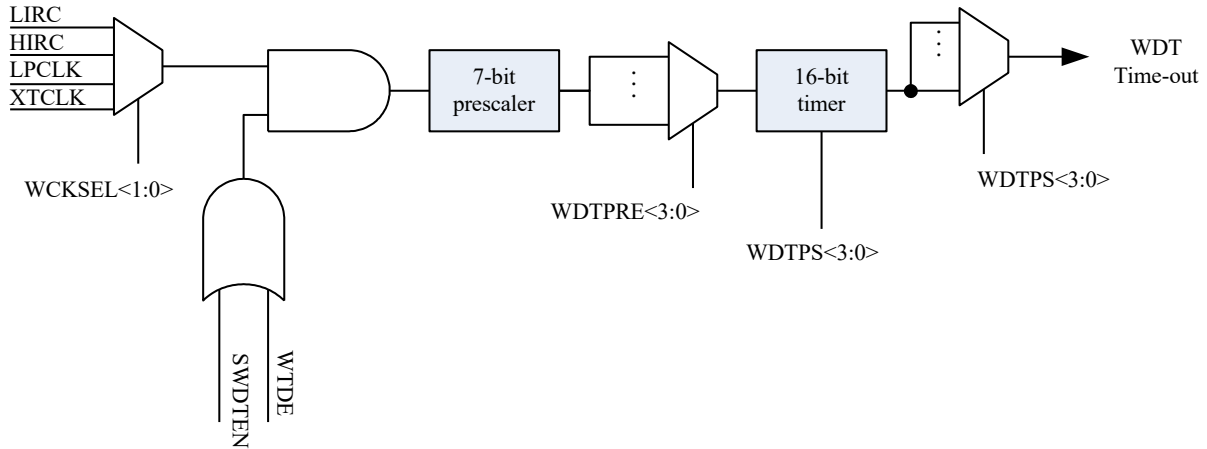 LIRC
HIRC
LPCLK
XTCLK
WCKSEL<1:0>
SWDTEN
WTDE
7-bit
prescaler
WDTPRE<3:0>
16-bit
timer
WDTPS<3:0>
WDTPS<3:0>
WDT
Time-out